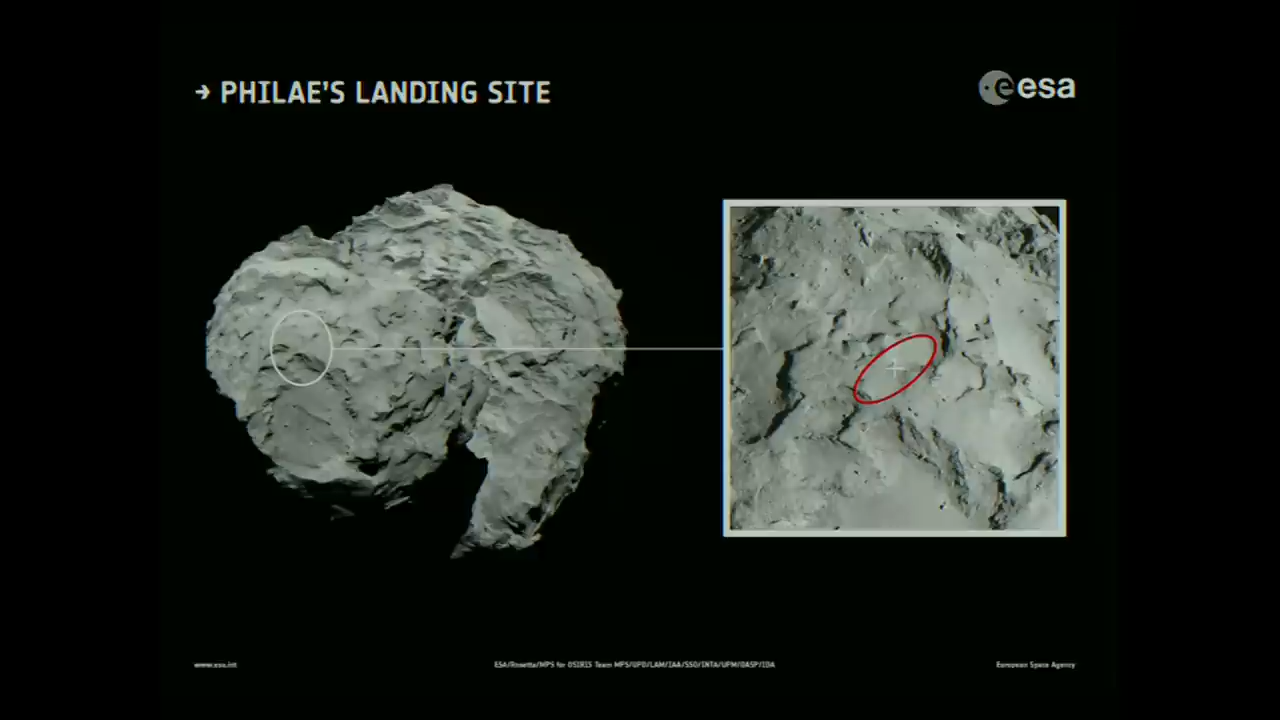 → PHILAE'S LANDING SITE
esa
www.esa.int
ESA/Rosetta/MPS for OSIRIS Team MPS/UPD/LAM/IAA/SSO/INTA/UPM/DASP/IDA
European Space Agency